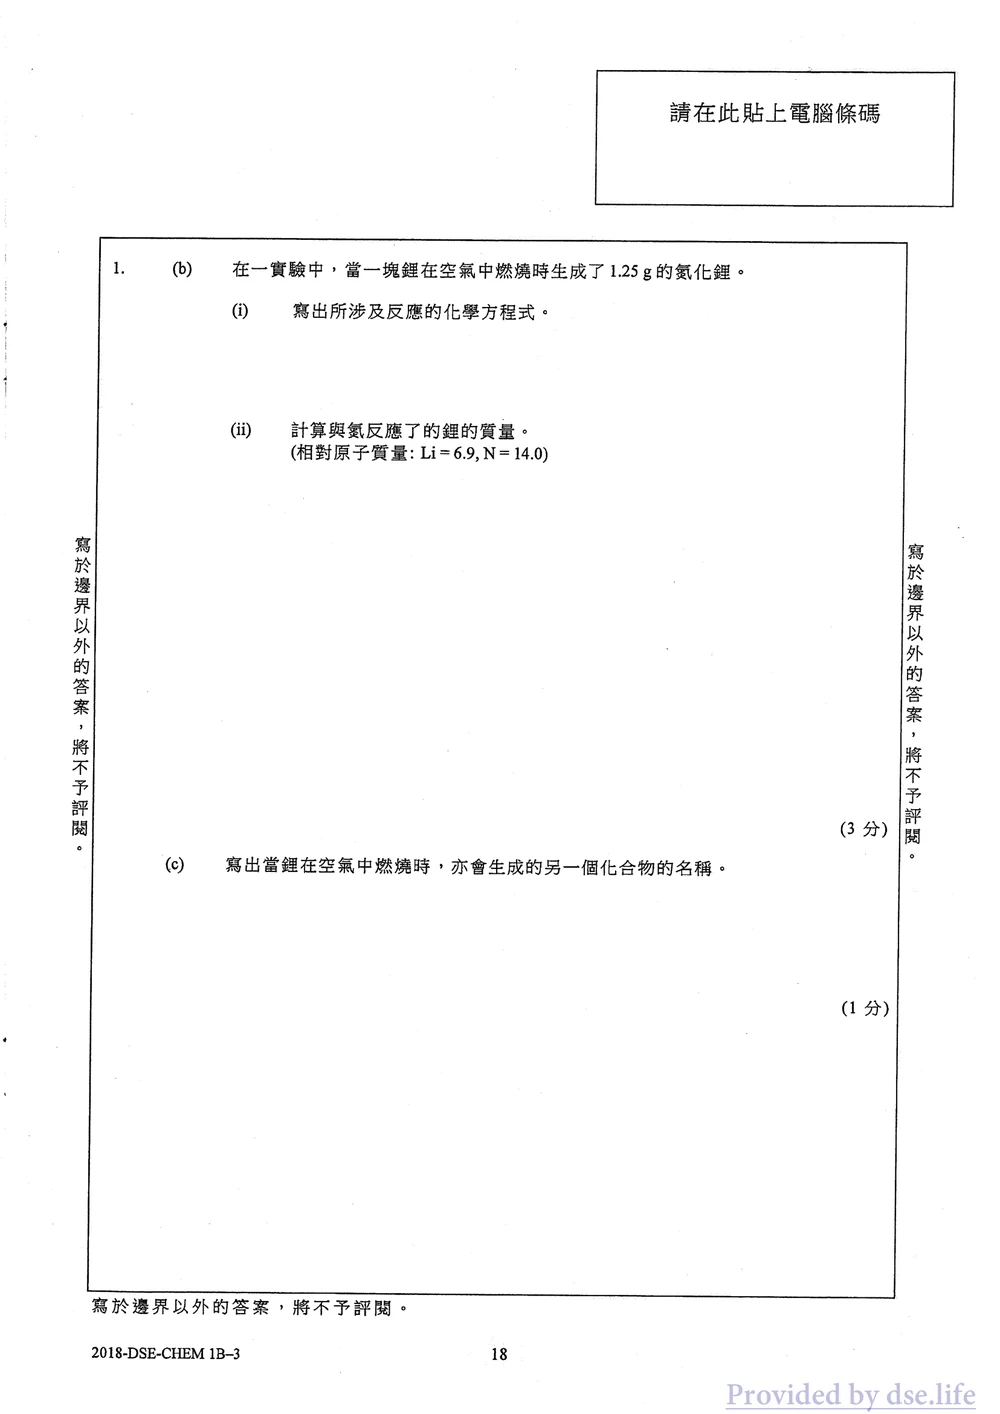 請在此貼上電腦條碼
1. (b) 在一實驗中，當一塊鋰在空氣中燃燒時生成了 1.25 g 的氮化鋰。
(i) 寫出所涉及反應的化學方程式。
(ii) 計算與氮反應了的鋰的質量。
(相對原子質量: Li = 6.9, N = 14.0)
(3 分)
(c) 寫出當鋰在空氣中燃燒時，亦會生成的另一個化合物的名稱。
(1 分)
寫於邊界以外的答案，將不予評閱。
寫於邊界以外的答案，將不予評閱。
寫於邊界以外的答案，將不予評閱。
2018-DSE-CHEM 1B–3
18
Provided by dse.life